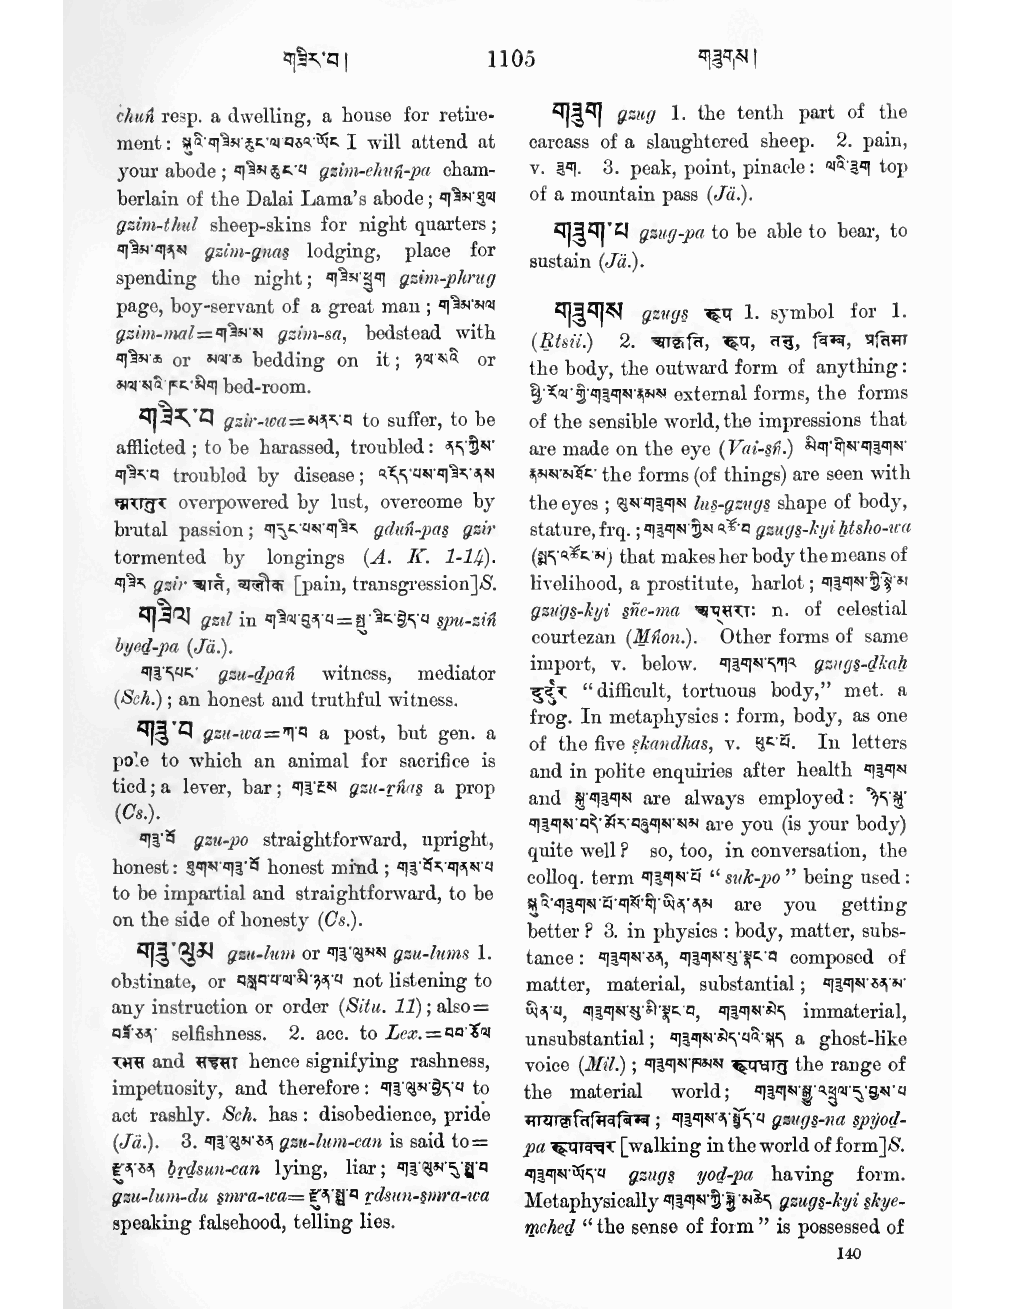 གཟིར་བ།
1105
གཟུགས།
chuṅ resp. a dwelling, a house for retire-
ment: སྐུའི་གཟིམ་ཆུང་ལ་བཅར་ཡོང I will attend at
your abode; གཟིམ་ཆུང་པ gzim-chuṅ-pa cham-
berlain of the Dalai Lama's abode; གཟིམ་ཐུལ
gzim-thul sheep-skins for night quarters;
གཟིམ་གནས gzim-gnas̱ lodging, place for
spending the night; གཟིམ་ཕྲུག gzim-phrug
page, boy-servant of a great man; གཟིམ་མལ
gzim-mal=གཟིམ་ས gzim-sa, bedstead with
གཟིམ་ཆ or མལ་ཆ bedding on it; ཉལ་སའི or
མལ་སའི་ཁང་མིག bed-room.
གཟིར་བ gzir-wa=མནར་བ to suffer, to be
afflicted; to be harassed, troubled: ནད་ཀྱིས་
གཟིར་བ troubled by disease; འདོད་པས་གཟིར་ནས
स्मरातुर overpowered by lust, overcome by
brutal passion; གདུང་པས་གཟིར gduṅ-pas̱ gzir
tormented by longings (A. K. 1-14).
གཟིར gzir आर्त, व्यलीक [pain, transgression]S.
གཟིལ gzil in གཟིལ་བུན་པ=སྤུ་ཟིང་བྱེད་པ spu-ziṅ
byeḏ-pa (Jä.).
གཟུ་དཔང་ gzu-ḏpaṅ witness, mediator
(Sch.); an honest and truthful witness.
གཟུ་བ gzu-wa=ཀ་བ a post, but gen. a
pole to which an animal for sacrifice is
tied; a lever, bar; གཟུ་རྔས gzu-ṟṅas̱ a prop
(Cs.).
གཟུ་བོ gzu-po straightforward, upright,
honest: ཐུགས་གཟུ་བོ honest mind; གཟུ་བོར་གནས་པ
to be impartial and straightforward, to be
on the side of honesty (Cs.).
གཟུ་ལུམ gzu-lum or གཟུ་ལུམས gzu-lums 1.
obstinate, or བསྒྲུབ་པ་ལ་མི་ཉན་པ not listening to
any instruction or order (Situ. 11); also=
selfishness. 2. acc. to Lex.=བབ་ཅོལ
रभस and सहसा hence signifying rashness,
impetuosity, and therefore: གཟུ་ལུམ་བྱེད་པ to
act rashly. Sch. has: disobedience, pride
(Jä.). 3. གཟུ་ལུམ་ཅན gzu-lum-can is said to=
རྫུན་ཅན ḇṟḏsun-can lying, liar; གཟུ་ལུམ་དུ་སྨྲ་བ
gzu-lum-du s̱mra-wa=རྫུན་སྨྲ་བ ṟdsun-s̱mra-wa
speaking falsehood, telling lies.
གཟུག gzug 1. the tenth part of the
carcass of a slaughtered sheep. 2. pain,
v. ཟུག. 3. peak, point, pinacle: ལའི་ཟུག top
of a mountain pass (Jä.).
གཟུག་པ gzug-pa to be able to bear, to
sustain (Jä.).
གཟུགས gzugs̱ रूप 1. symbol for 1.
(Ṟtsii.) 2. आक्रति, रूप, तनु, विम्ब, प्रतिमा
the body, the outward form of anything:
ཕྱི་རོལ་གྱི་གཟུགས་རྣམས external forms, the forms
of the sensible world, the impressions that
are made on the eye (Vai-s̱ṅ.) མིག་གིས་གཟུགས་
རྣམས་མཐོང་ the forms (of things) are seen with
the eyes; ལུས་གཟུགས lus̱-gzugs̱ shape of body,
stature, frq.; གཟུགས་ཀྱིས་འཚོ་བ gzugs̱-kyi ẖtsho-wa
(སྨད་འཚོང་མ) that makes her body the means of
livelihood, a prostitute, harlot; གཟུགས་ཀྱི་སྙེ་མ
gzugs̱-kyi s̱ñe-ma अप्सराः n. of celestial
courtezan (M̱ṅon.). Other forms of same
import, v. below. གཟུགས་དཀའ gzugs̱-ḏkaẖ
दुर्दुर "difficult, tortuous body," met. a
frog. In metaphysics: form, body, as one
of the five s̱kandhas, v. ཕུང་པོ. In letters
and in polite enquiries after health གཟུགས
and སྐུ་གཟུགས are always employed: ཉིད་སྐུ་
གཟུགས་བདེ་མོར་བཞུགས་སམ are you (is your body)
quite well? so, too, in conversation, the
colloq. term གཟུགས་པོ "suk-po" being used:
སྐུའི་གཟུགས་པོ་གསོ་གི་ཡིན་ནམ are you getting
better? 3. in physics: body, matter, subs-
tance: གཟུགས་ཅན, གཟུགས་སུ་སྣང་བ composed of
matter, material, substantial; གཟུགས་ཅན་མ་
ཡིན་པ, གཟུགས་སུ་མི་སྣང་བ, གཟུགས་མེད immaterial,
unsubstantial; གཟུགས་མེད་པའི་སྐད a ghost-like
voice (Mil.); གཟུགས་ཁམས रूपधातु the range of
the material world; གཟུགས་སྒྱུ་འཕྲུལ་དུ་བྱས་པ
मायाक्रतिमिवबिम्ब; གཟུགས་ན་སྤྱོད་པ gzugs-na s̱pyoḏ-
pa रूपावचर [walking in the world of form]S.
གཟུགས་ཡོད་པ gzugs̱ yoḏ-pa having form.
Metaphysically གཟུགས་ཀྱི་སྐྱེ་མཆེད gzugs̱-kyi s̱kye-
m̱cheḏ "the sense of form" is possessed of
140